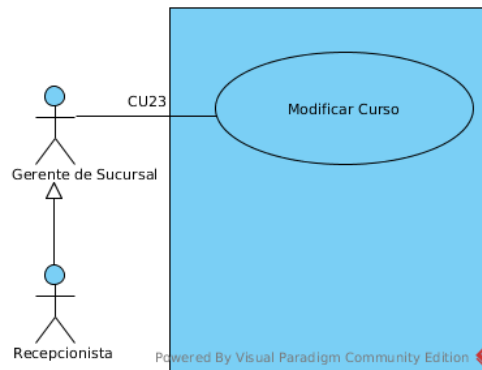 CU23
Modificar Curso
Gerente de Sucursal
Recepcionista
Powered By Visual Paradigm Community Edition